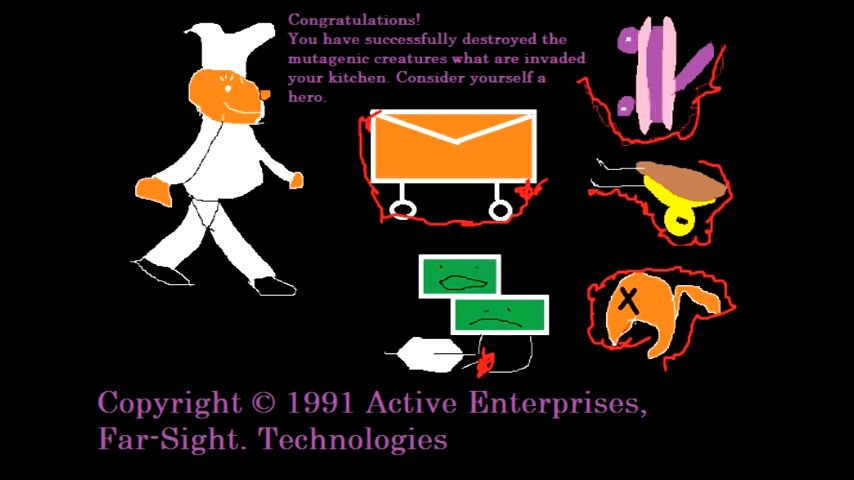 Congratulations!
You have successfully destroyed the
mutagenic creatures what are invaded
your kitchen. Consider yourself a
hero.
X
Copyright © 1991 Active Enterprises,
Far-Sight. Technologies